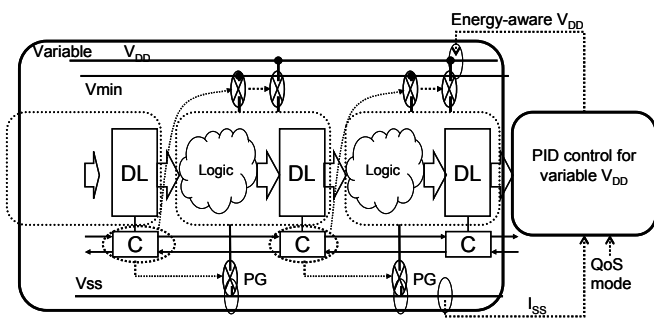 Energy-aware V_DD
Variable V_DD
Vmin
DL Logic DL Logic DL
PID control for
variable V_DD
C C C
Vss PG PG
QoS
mode
I_SS